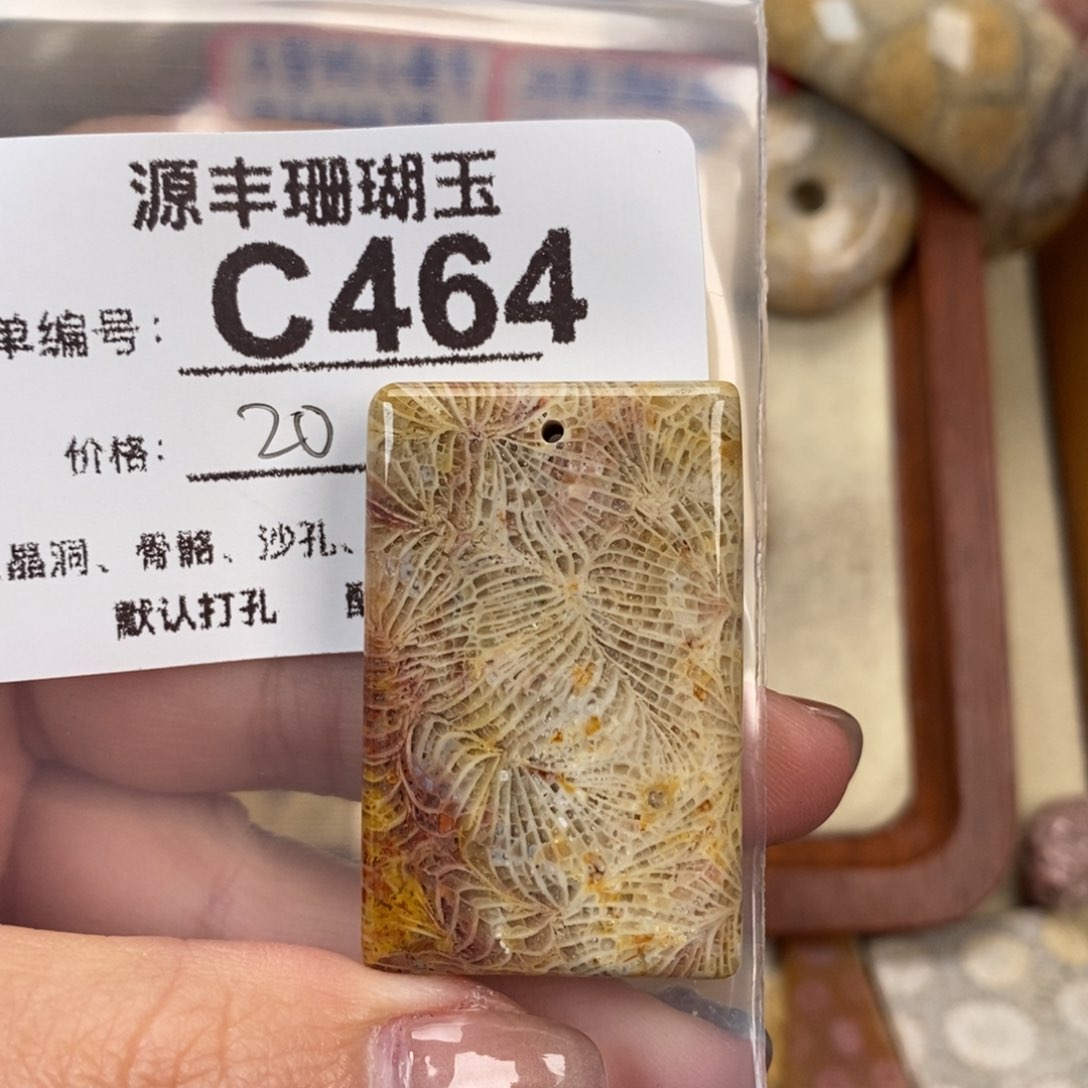 源丰珊瑚玉
单编号： C464
价格： 20
晶洞、骨骼、沙孔、
默认打孔